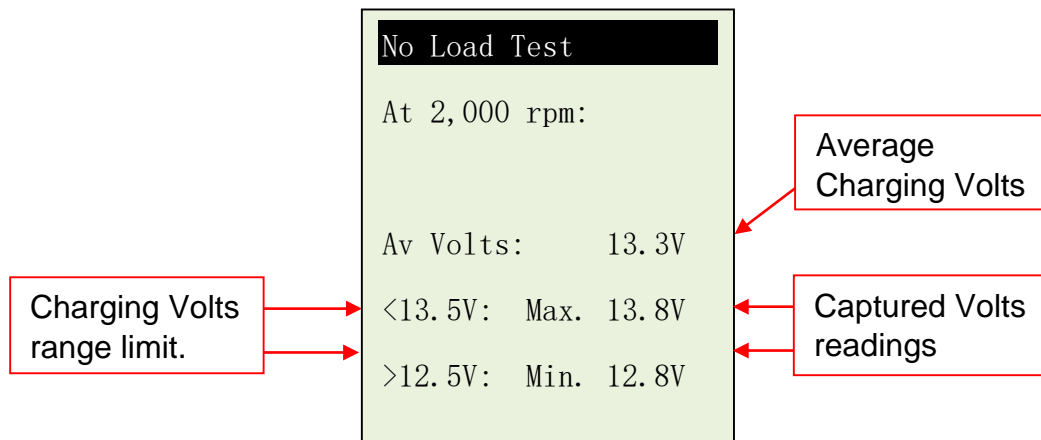 No Load Test
At 2,000 rpm:
Average
Charging Volts
Av Volts: 13.3V
Charging Volts
range limit.
<13.5V: Max. 13.8V
Captured Volts
readings
>12.5V: Min. 12.8V